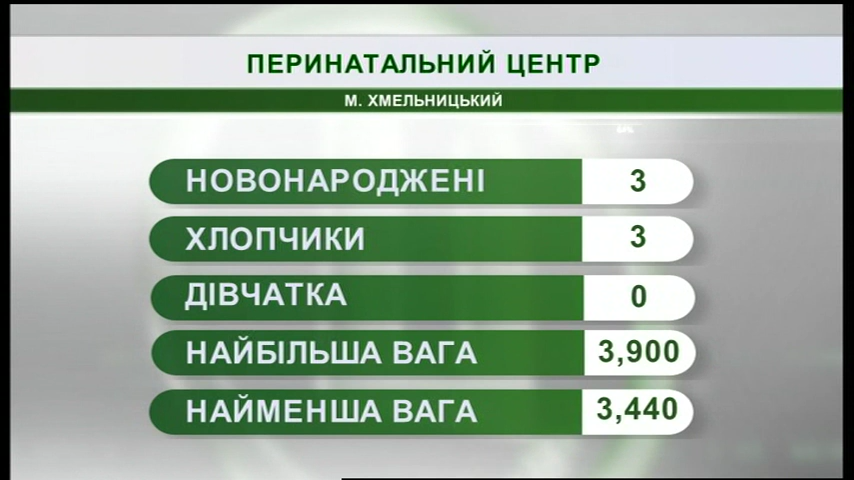 ПЕРИНАТАЛЬНИЙ ЦЕНТР
М. ХМЕЛЬНИЦЬКИЙ
НОВОНАРОДЖЕНІ 3
ХЛОПЧИКИ 3
ДІВЧАТКА 0
НАЙБІЛЬША ВАГА 3,900
НАЙМЕНША ВАГА 3,440